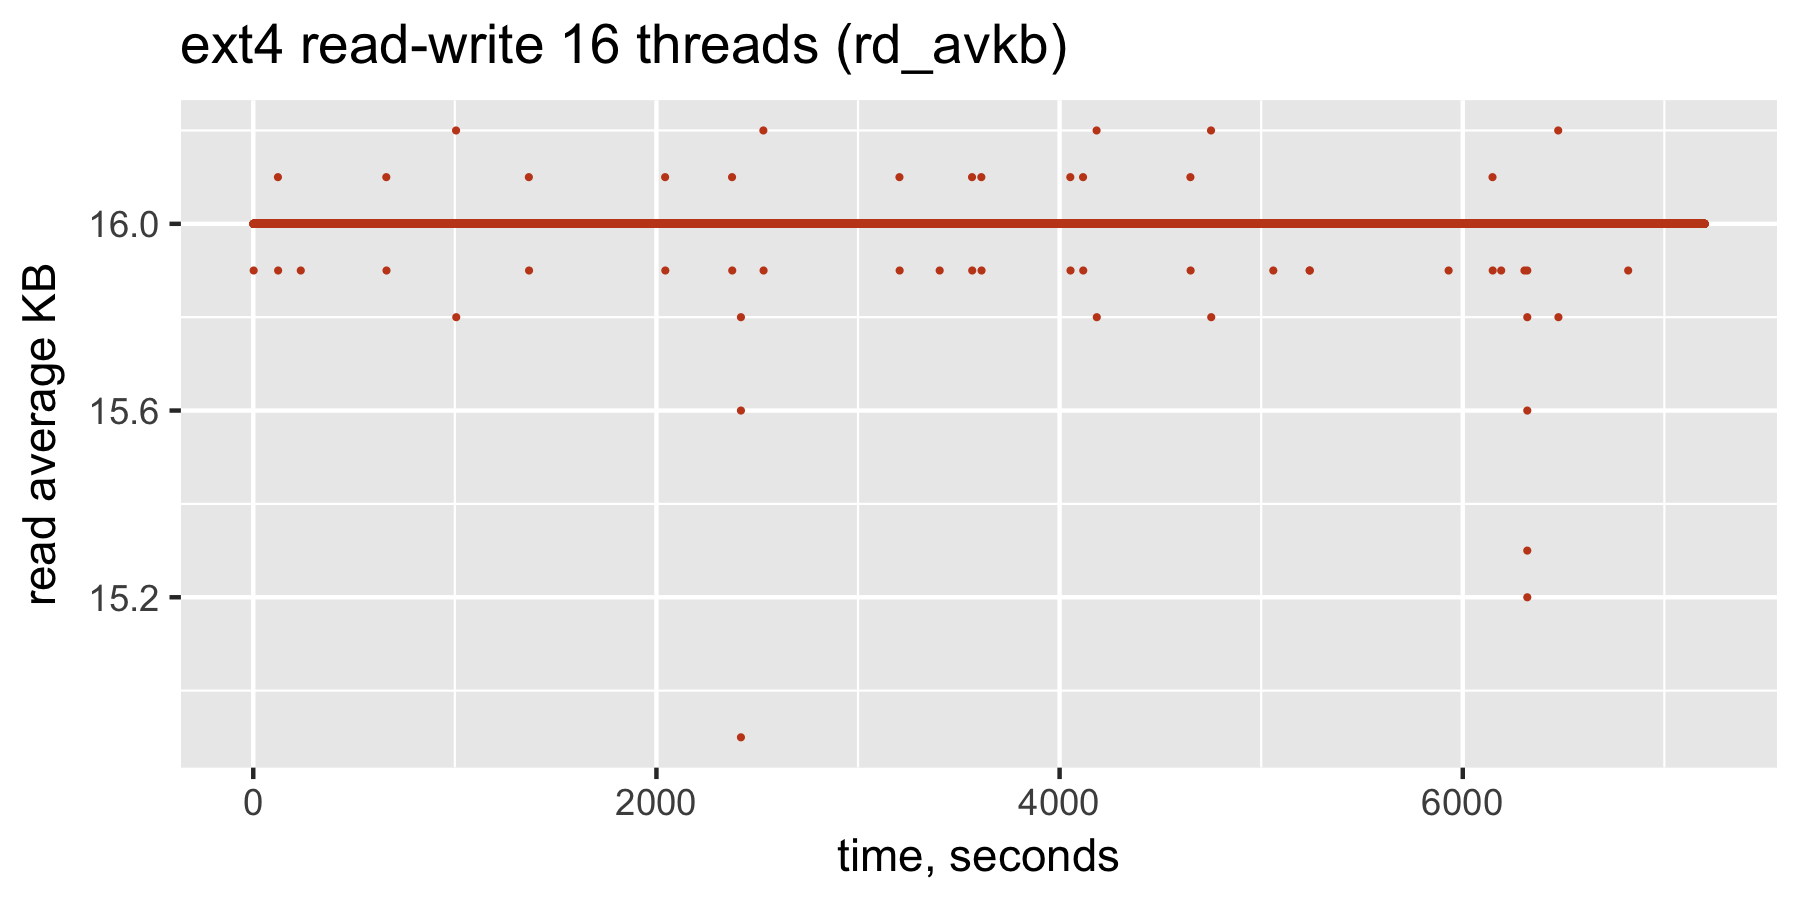 ext4 read-write 16 threads (rd_avkb)
read average KB
16.0
15.6
15.2
0 2000 4000 6000
time, seconds